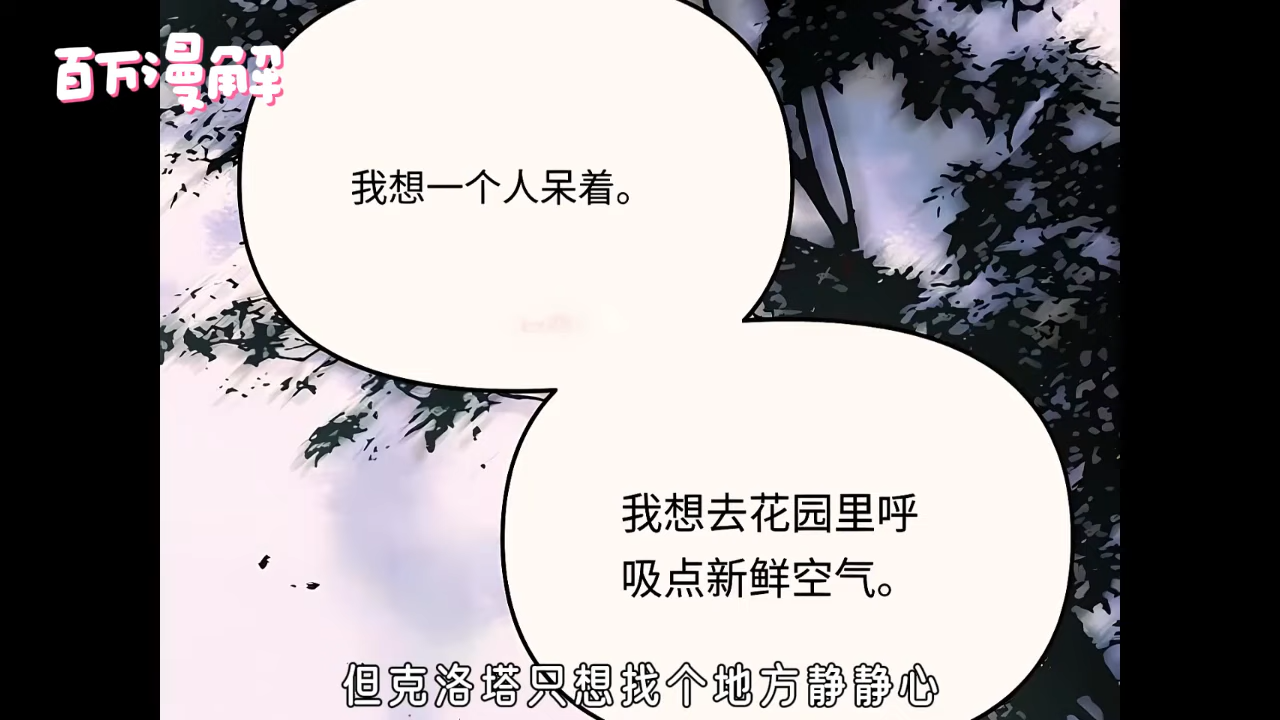 百万漫解
我想一个人呆着。
我想去花园里呼
吸点新鲜空气。
但克洛塔只想找个地方静静心